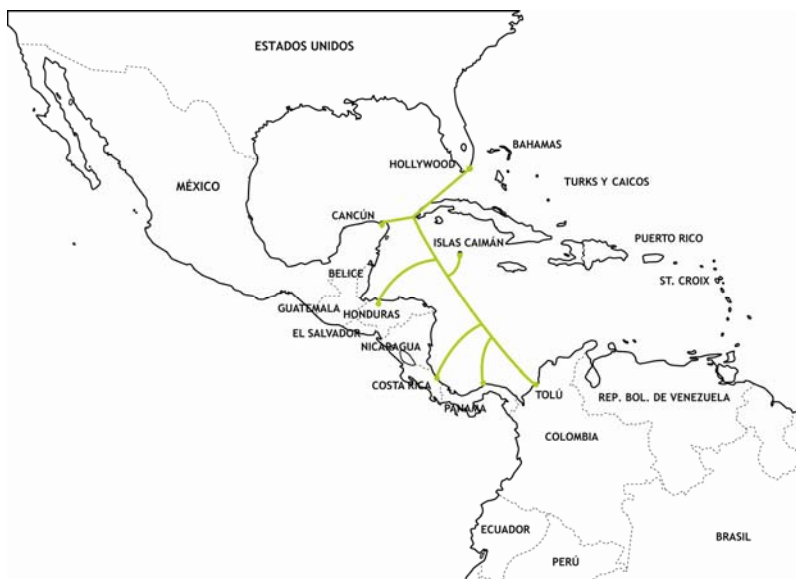 ESTADOS UNIDOS
BAHAMAS
HOLLYWOOD
TURKS Y CAICOS
MÉXICO
CANCÚN
ISLAS CAIMÁN
PUERTO RICO
BELICE
ST. CROIX
GUATEMALA
HONDURAS
EL SALVADOR
NICARAGUA
COSTA RICA
TOLÚ
REP. BOL. DE VENEZUELA
PANAMA
COLOMBIA
ECUADOR
BRASIL
PERÚ